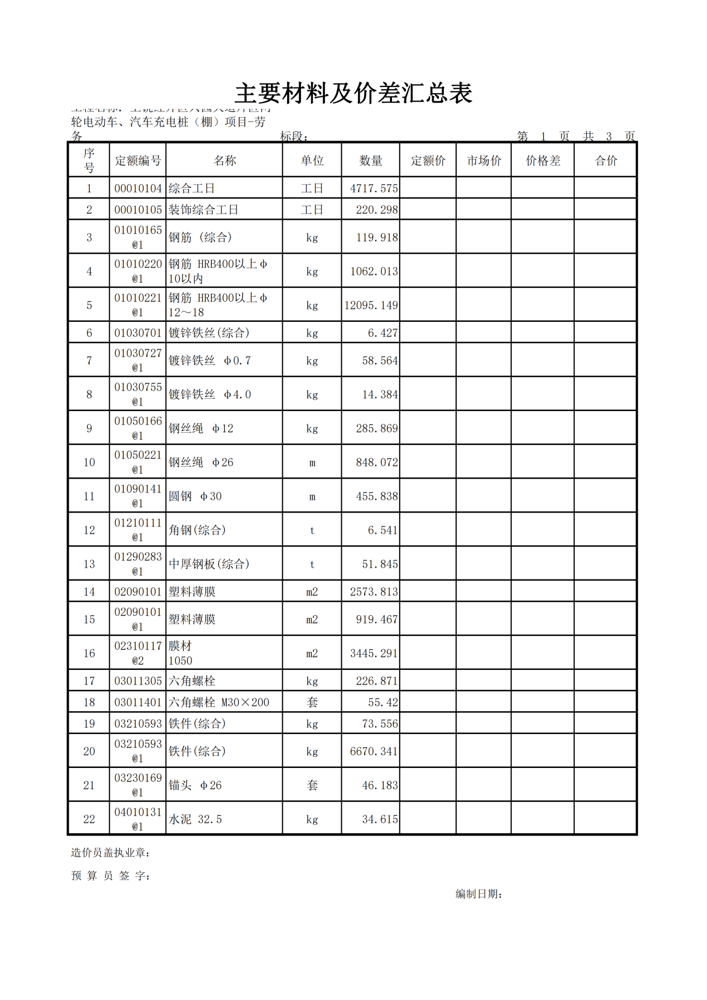 主要材料及价差汇总表
轮电动车、汽车充电桩（棚）项目-劳
务 标段： 第 1 页 共 3 页
序号 定额编号 名称 单位 数量 定额价 市场价 价格差 合价
1 00010104 综合工日 工日 4717.575
2 00010105 装饰综合工日 工日 220.298
3 01010165@1 钢筋 (综合) kg 119.918
4 01010220@1 钢筋 HRB400以上φ10以内 kg 1062.013
5 01010221@1 钢筋 HRB400以上φ12～18 kg 12095.149
6 01030701 镀锌铁丝(综合) kg 6.427
7 01030727@1 镀锌铁丝 φ0.7 kg 58.564
8 01030755@1 镀锌铁丝 φ4.0 kg 14.384
9 01050166@1 钢丝绳 φ12 kg 285.869
10 01050221@1 钢丝绳 φ26 m 848.072
11 01090141@1 圆钢 φ30 m 455.838
12 01210111@1 角钢(综合) t 6.541
13 01290283@1 中厚钢板(综合) t 51.845
14 02090101 塑料薄膜 m2 2573.813
15 02090101@1 塑料薄膜 m2 919.467
16 02310117@2 膜材 1050 m2 3445.291
17 03011305 六角螺栓 kg 226.871
18 03011401 六角螺栓 M30×200 套 55.42
19 03210593 铁件(综合) kg 73.556
20 03210593@1 铁件(综合) kg 6670.341
21 03230169@1 锚头 φ26 套 46.183
22 04010131@1 水泥 32.5 kg 34.615
造价员盖执业章：
预 算 员 签 字：
编制日期：